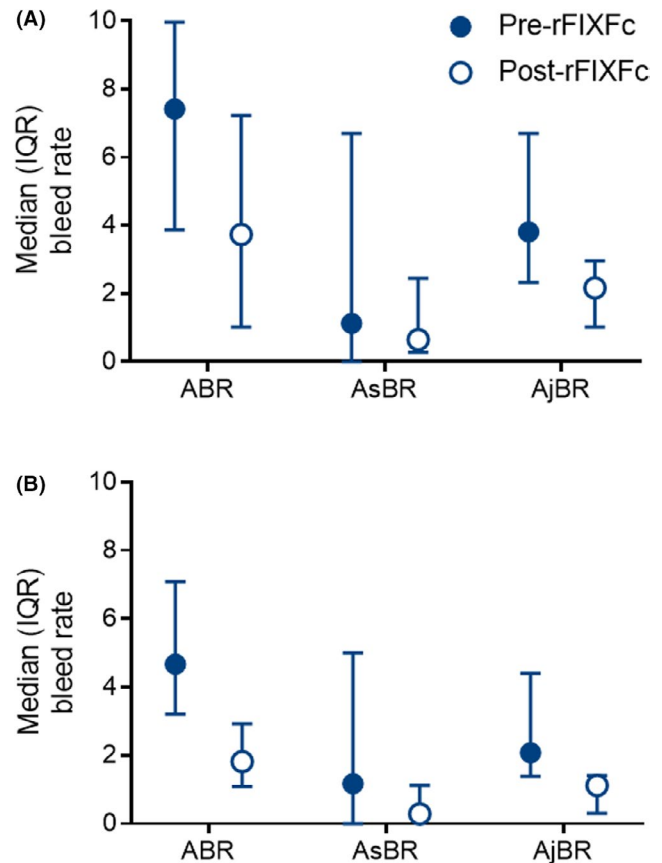 (A)
Pre-rFIXFc
Post-rFIXFc
Median (IQR)
bleed rate
10
8
6
4
2
0
ABR AsBR AjBR
(B)
Median (IQR)
bleed rate
10
8
6
4
2
0
ABR AsBR AjBR